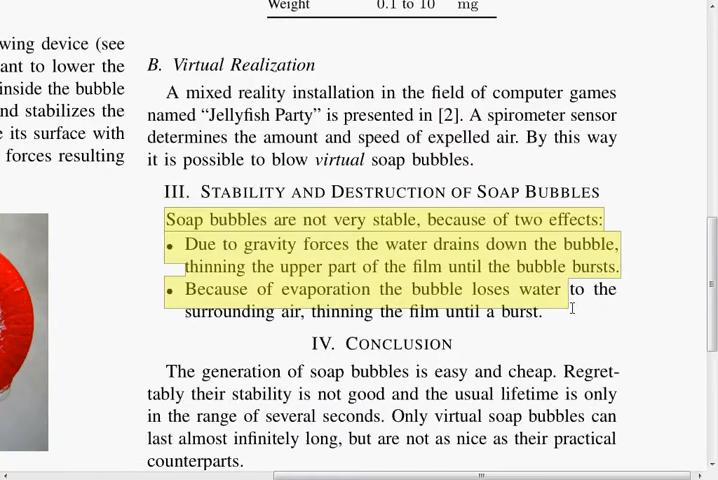 Weight 0.1 to 10 mg
wing device (see
ant to lower the
inside the bubble
nd stabilizes the
e its surface with
forces resulting
B. Virtual Realization
A mixed reality installation in the field of computer games
named “Jellyfish Party” is presented in [2]. A spirometer sensor
determines the amount and speed of expelled air. By this way
it is possible to blow virtual soap bubbles.
III. STABILITY AND DESTRUCTION OF SOAP BUBBLES
Soap bubbles are not very stable, because of two effects:
• Due to gravity forces the water drains down the bubble,
thinning the upper part of the film until the bubble bursts.
• Because of evaporation the bubble loses water to the
surrounding air, thinning the film until a burst.
IV. CONCLUSION
The generation of soap bubbles is easy and cheap. Regret-
tably their stability is not good and the usual lifetime is only
in the range of several seconds. Only virtual soap bubbles can
last almost infinitely long, but are not as nice as their practical
counterparts.